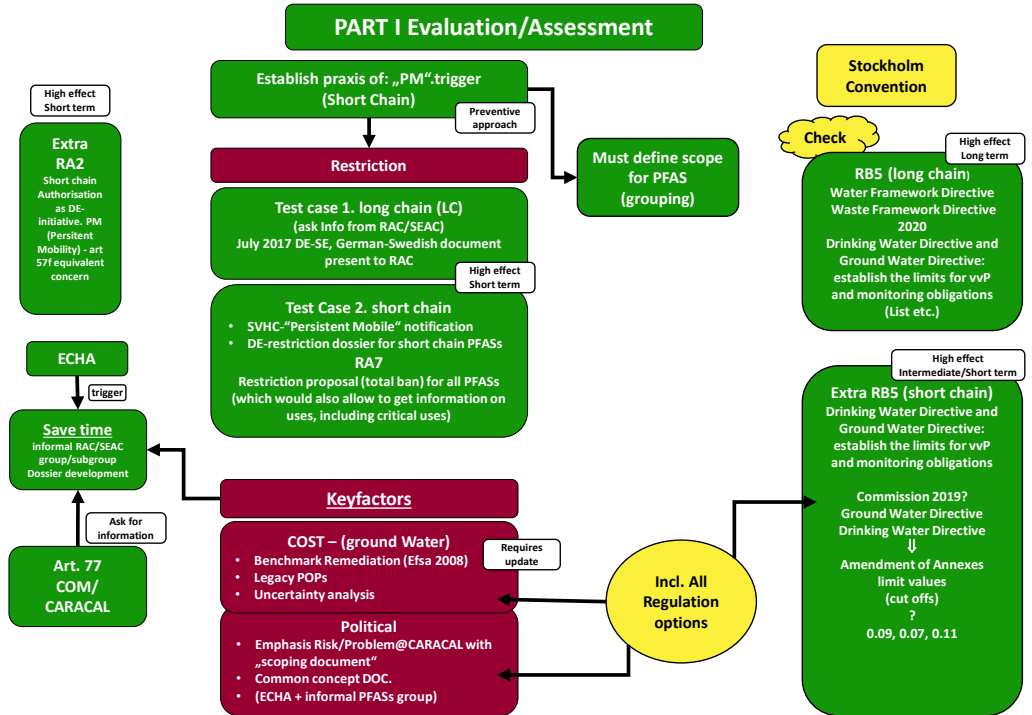 PART I Evaluation/Assessment
High effect
Short term
Extra
RA2
Short chain
Authorisation
as DE-
initiative. PM
(Persitent
Mobility) - art
57f equivalent
concern
ECHA
trigger
Save time
informal RAC/SEAC
group/subgroup
Dossier development
Ask for
information
Art. 77
COM/
CARACAL
Establish praxis of: „PM“.trigger
(Short Chain)
Preventive
approach
Restriction
Must define scope
for PFAS
(grouping)
Test case 1. long chain (LC)
(ask Info from RAC/SEAC)
July 2017 DE-SE, German-Swedish document
present to RAC
High effect
Short term
Test Case 2. short chain
• SVHC-“Persistent Mobile“ notification
• DE-restriction dossier for short chain PFASs
RA7
Restriction proposal (total ban) for all PFASs
(which would also allow to get information on
uses, including critical uses)
Keyfactors
COST – (ground Water)
Requires
update
• Benchmark Remediation (Efsa 2008)
• Legacy POPs
• Uncertainty analysis
Political
• Emphasis Risk/Problem@CARACAL with
„scoping document“
• Common concept DOC.
• (ECHA + informal PFASs group)
Incl. All
Regulation
options
Stockholm
Convention
Check
High effect
Long term
RB5 (long chain)
Water Framework Directive
Waste Framework Directive
2020
Drinking Water Directive and
Ground Water Directive:
establish the limits for vvP
and monitoring obligations
(List etc.)
High effect
Intermediate/Short term
Extra RB5 (short chain)
Drinking Water Directive and
Ground Water Directive:
establish the limits for vvP
and monitoring obligations
Commission 2019?
Ground Water Directive
Drinking Water Directive
⇓
Amendment of Annexes
limit values
(cut offs)
?
0.09, 0.07, 0.11